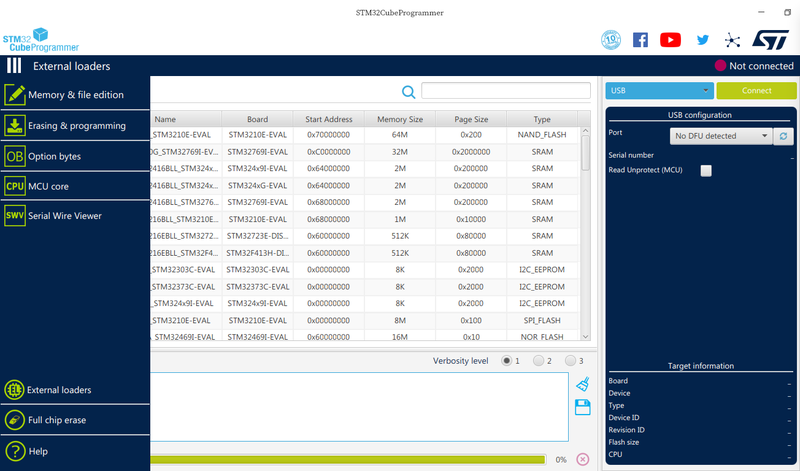 STM32CubeProgrammer
STM32
CubeProgrammer
10
External loaders
Not connected
Memory & file edition
Erasing & programming
OB Option bytes
CPU MCU core
SWV Serial Wire Viewer
External loaders
Full chip erase
? Help
Name Board Start Address Memory Size Page Size Type
_STM3210E-EVAL STM3210E-EVAL 0x70000000 64M 0x200 NAND_FLASH
OG_STM32769I-EVAL STM32769I-EVAL 0xC0000000 32M 0x2000000 SRAM
2416BLL_STM324x... STM324x9I-EVAL 0x64000000 2M 0x200000 SRAM
2416BLL_STM324x... STM324xG-EVAL 0x64000000 2M 0x200000 SRAM
2416BLL_STM3276... STM32769I-EVAL 0x68000000 2M 0x200000 SRAM
216BLL_STM3210E... STM3210E-EVAL 0x68000000 1M 0x10000 SRAM
216EBLL_STM3272... STM32723E-DIS... 0x60000000 512K 0x80000 SRAM
216EBLL_STM32F4... STM32F413H-DI... 0x60000000 512K 0x80000 SRAM
_STM32303C-EVAL STM32303C-EVAL 0x00000000 8K 0x2000 I2C_EEPROM
_STM32373C-EVAL STM32373C-EVAL 0x00000000 8K 0x2000 I2C_EEPROM
_STM324x9I-EVAL STM324x9I-EVAL 0x00000000 8K 0x2000 I2C_EEPROM
_STM3210E-EVAL STM3210E-EVAL 0x00000000 8M 0x100 SPI_FLASH
_STM32469I-EVAL STM32469I-EVAL 0x60000000 16M 0x10 NOR_FLASH
Verbosity level 1 2 3
0%
USB Connect
USB configuration
Port No DFU detected
Serial number _
Read Unprotect (MCU)
Target information
Board _
Device _
Type _
Device ID _
Revision ID _
Flash size _
CPU _